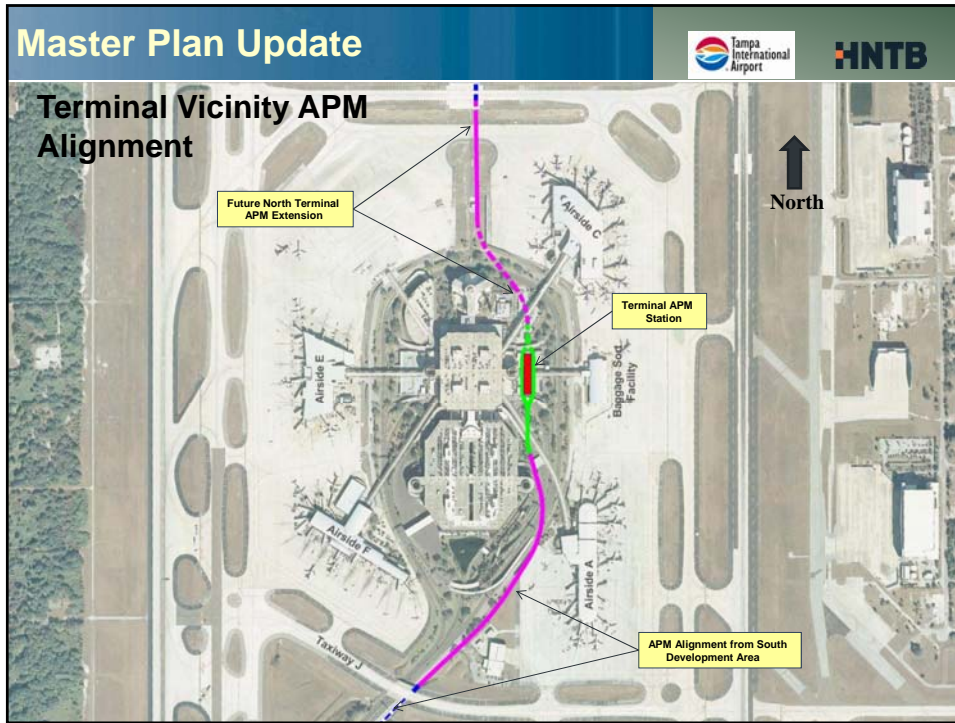 Master Plan Update
Tampa
International
Airport
HNTB
Terminal Vicinity APM
Alignment
North
Future North Terminal
APM Extension
Airside C
Terminal APM
Station
Airside E
Baggage Sort
Facility
Airside F
Airside A
Taxiway J
APM Alignment from South
Development Area